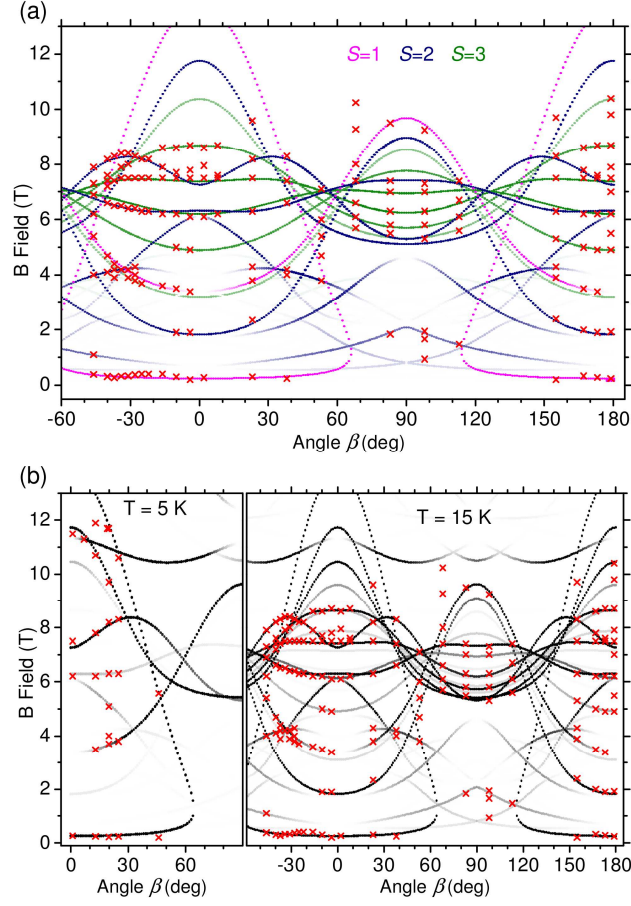 (a)
S=1 S=2 S=3
12
10
8
6
4
2
0
B Field (T)
-60 -30 0 30 60 90 120 150 180
Angle β(deg)
(b)
T = 5 K T = 15 K
12
10
8
6
4
2
0
B Field (T)
0 30 60 -30 0 30 60 90 120 150 180
Angle β(deg) Angle β(deg)